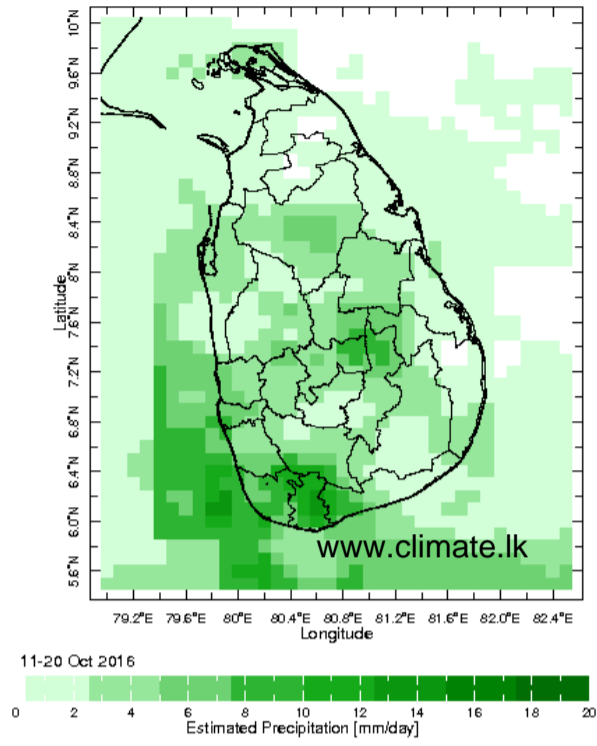 10°N
9.6°N
9.2°N
8.8°N
8.4°N
8°N
7.6°N
7.2°N
6.8°N
6.4°N
6.0°N
5.6°N
Latitude
www.climate.lk
79.2°E 79.6°E 80°E 80.4°E 80.8°E 81.2°E 81.6°E 82.0°E 82.4°E
Longitude
11-20 Oct 2016
0 2 4 6 8 10 12 14 16 18 20
Estimated Precipitation [mm/day]